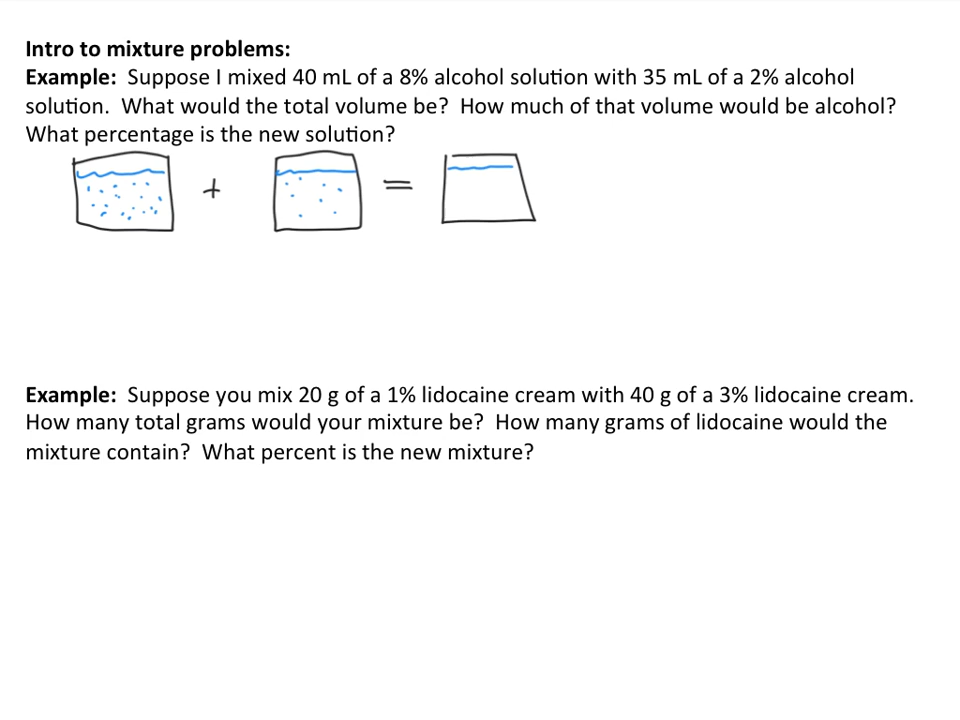 Intro to mixture problems:
Example: Suppose I mixed 40 mL of a 8% alcohol solution with 35 mL of a 2% alcohol
solution. What would the total volume be? How much of that volume would be alcohol?
What percentage is the new solution?
+ =
Example: Suppose you mix 20 g of a 1% lidocaine cream with 40 g of a 3% lidocaine cream.
How many total grams would your mixture be? How many grams of lidocaine would the
mixture contain? What percent is the new mixture?